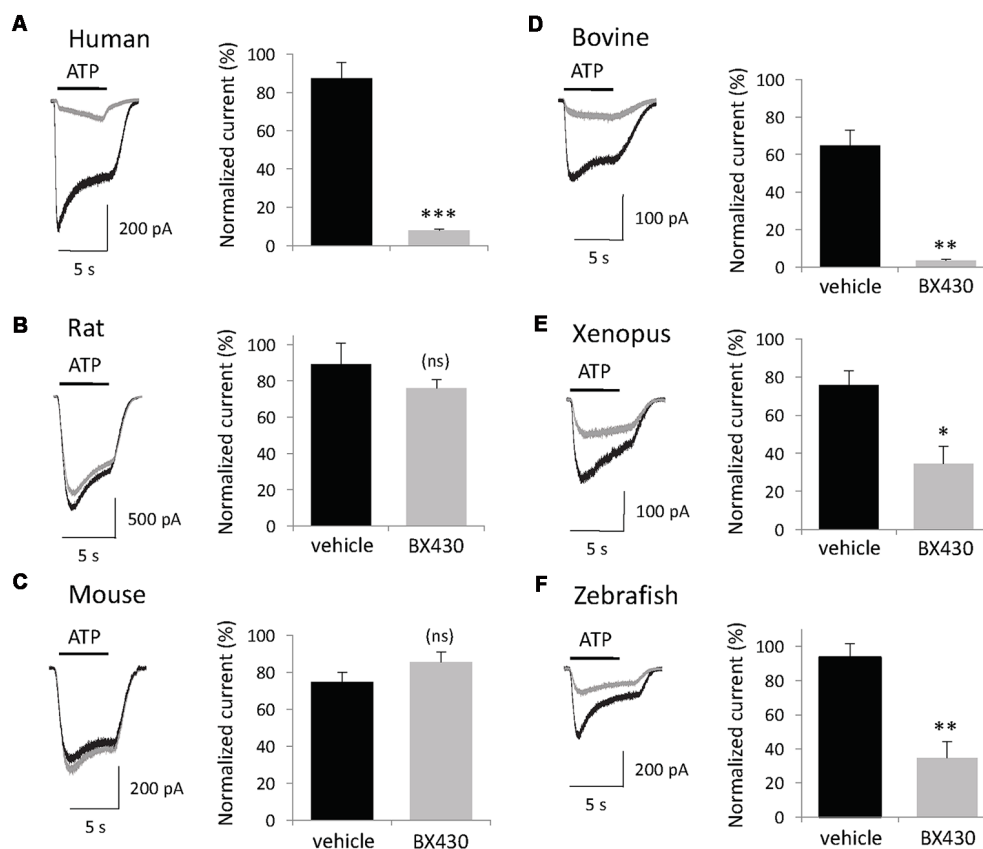 A
Human
ATP
200 pA
5 s
Normalized current (%)
100
80
60
40
20
0
***
B
Rat
ATP
500 pA
5 s
Normalized current (%)
100
80
60
40
20
0
(ns)
vehicle
BX430
C
Mouse
ATP
200 pA
5 s
Normalized current (%)
100
80
60
40
20
0
(ns)
vehicle
BX430
D
Bovine
ATP
100 pA
5 s
Normalized current (%)
100
80
60
40
20
0
**
vehicle
BX430
E
Xenopus
ATP
100 pA
5 s
Normalized current (%)
100
80
60
40
20
0
*
vehicle
BX430
F
Zebrafish
ATP
200 pA
5 s
Normalized current (%)
100
80
60
40
20
0
**
vehicle
BX430